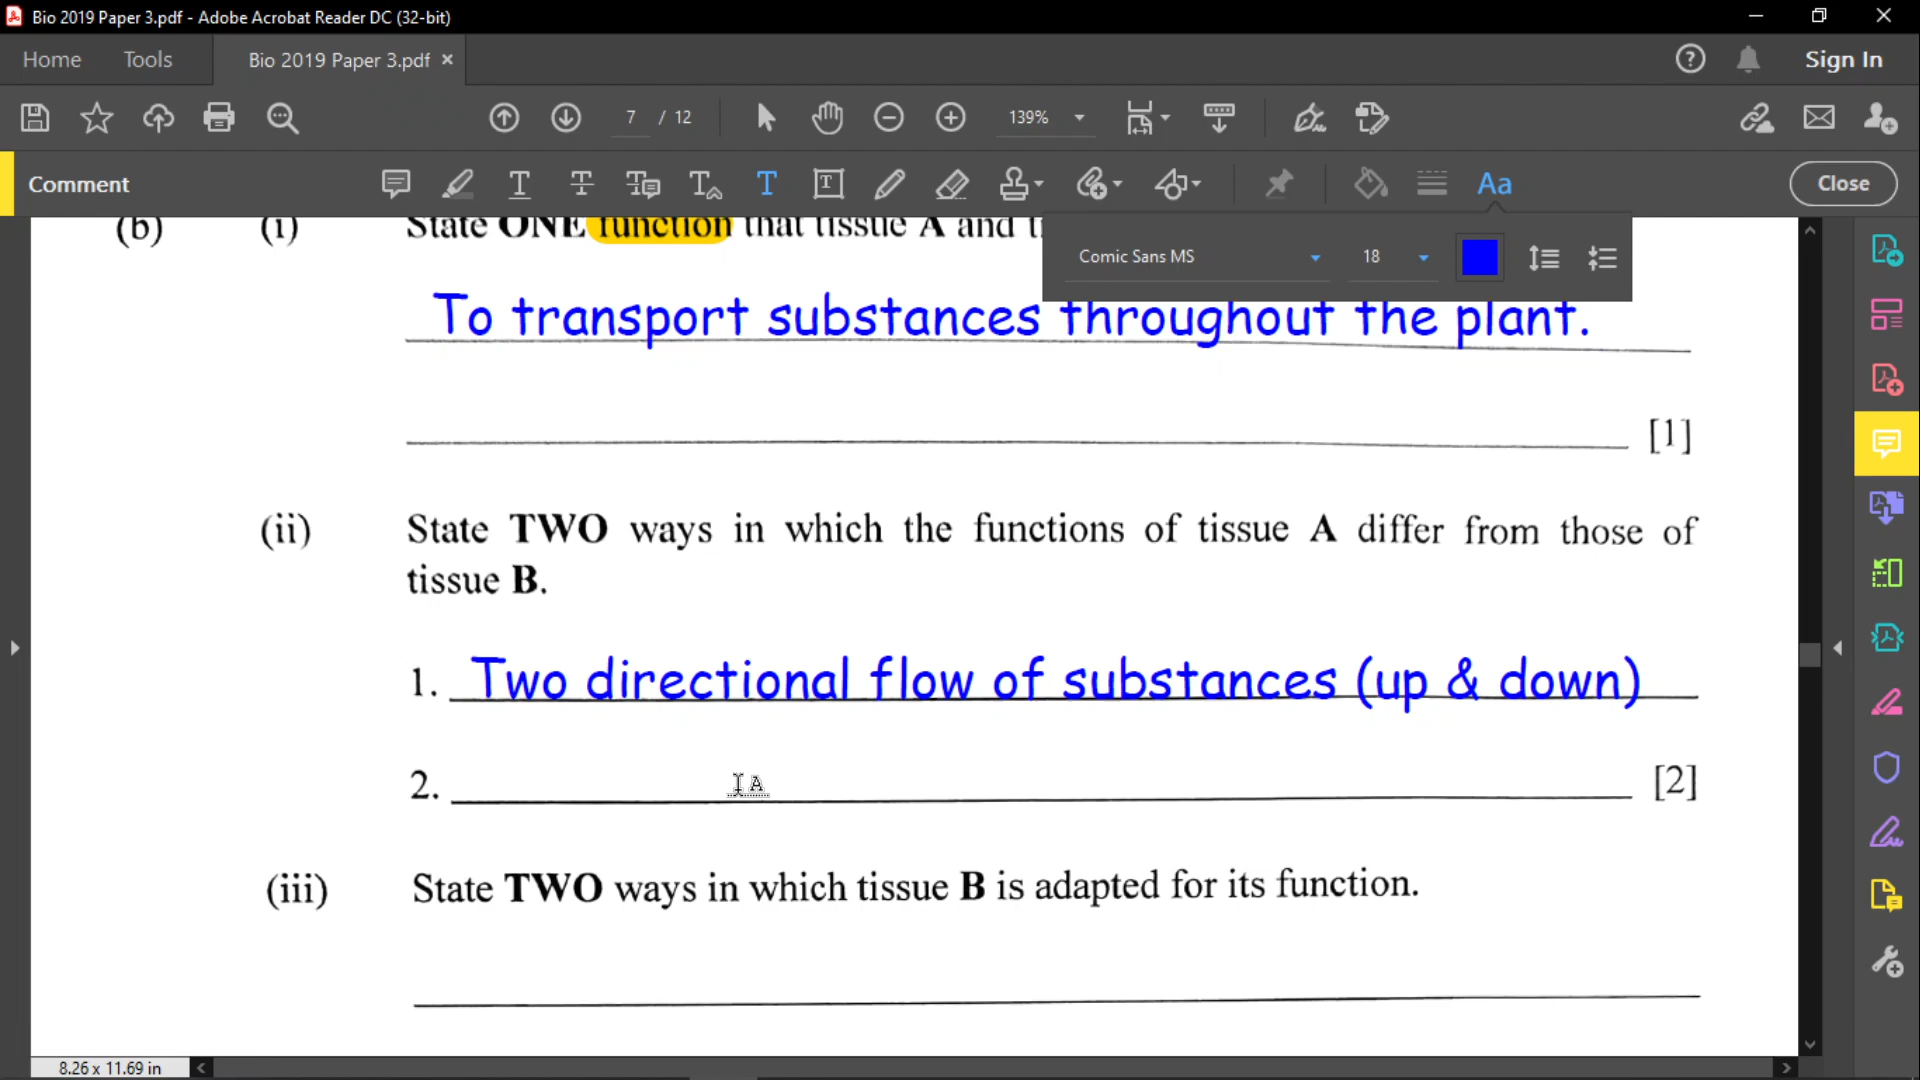 Bio 2019 Paper 3.pdf - Adobe Acrobat Reader DC (32-bit)
Home Tools Bio 2019 Paper 3.pdf × Sign In
7 / 12 139%
Comment Close
Comic Sans MS 18
(b) (i) State ONE function that tissue A and
To transport substances throughout the plant.
[1]
(ii) State TWO ways in which the functions of tissue A differ from those of
tissue B.
1. Two directional flow of substances (up & down)
2. [2]
(iii) State TWO ways in which tissue B is adapted for its function.
8.26 x 11.69 in